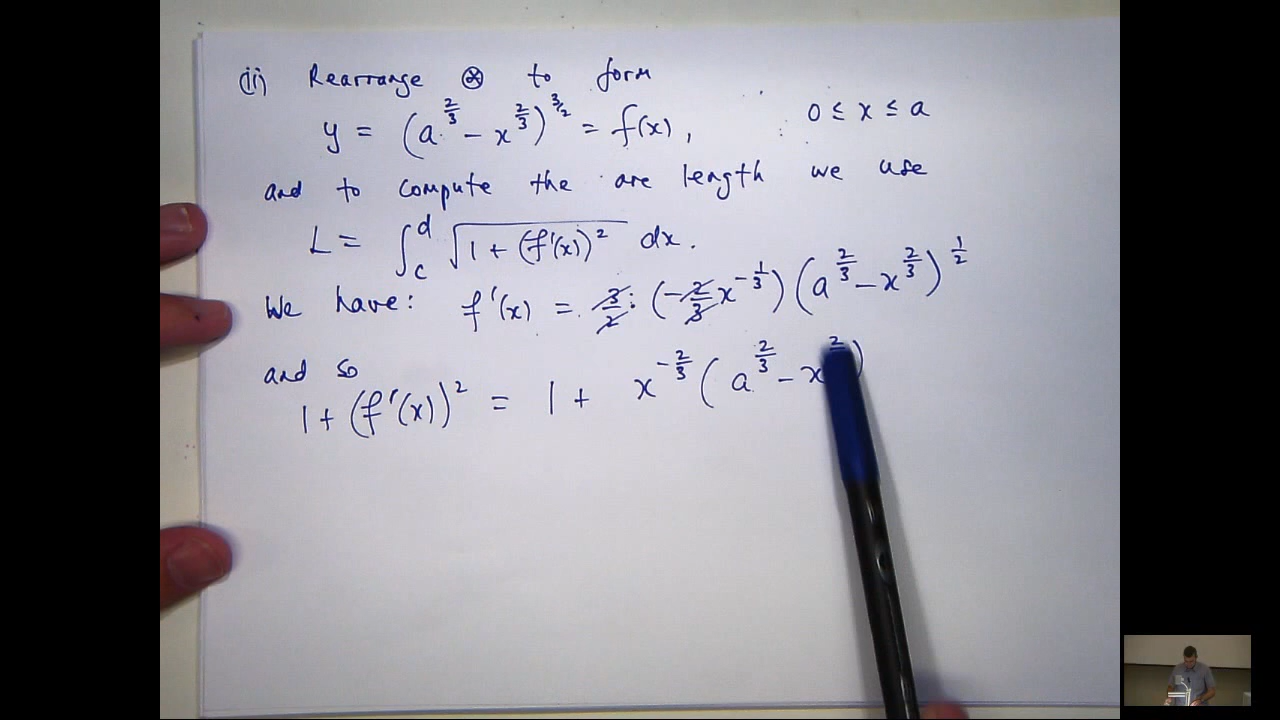 (ii) Rearrange ⊛ to form
y = (a^{2/3} − x^{2/3})^{3/2} = f(x), 0 ≤ x ≤ a
and to compute the arc length we use
L = ∫_c^d √(1 + (f'(x))^2) dx.
We have: f'(x) = 3/2 · (−2/3 x^{−1/3}) (a^{2/3} − x^{2/3})^{1/2}
and so
1 + (f'(x))^2 = 1 + x^{−2/3} (a^{2/3} − x^{2/})